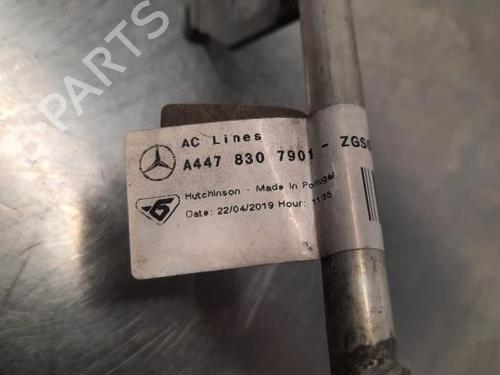 PARTS
AC Lines
A447 830 7901 - ZGS
Hutchinson - Made In Portugal
Date: 22/04/2019 Hour: 11:55